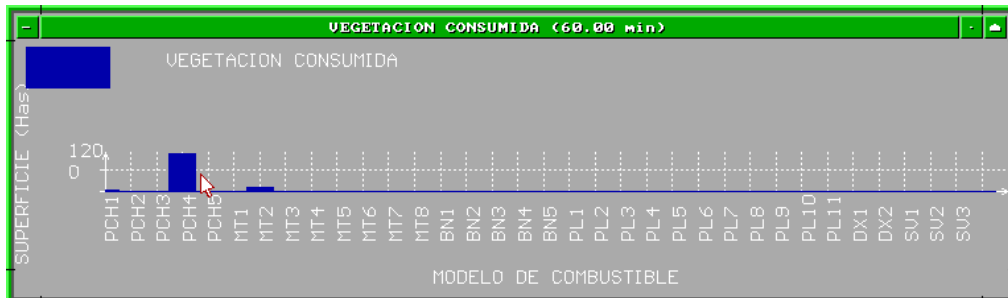 VEGETACION CONSUMIDA (60.00 min)
VEGETACION CONSUMIDA
SUPERFICIE (Has)
120
0
PCH1
PCH2
PCH3
PCH4
PCH5
MT1
MT2
MT3
MT4
MT5
MT6
MT7
MT8
BN1
BN2
BN3
BN4
BN5
PL1
PL2
PL3
PL4
PL5
PL6
PL7
PL8
PL9
PL10
PL11
DX1
DX2
SV1
SV2
SV3
MODELO DE COMBUSTIBLE